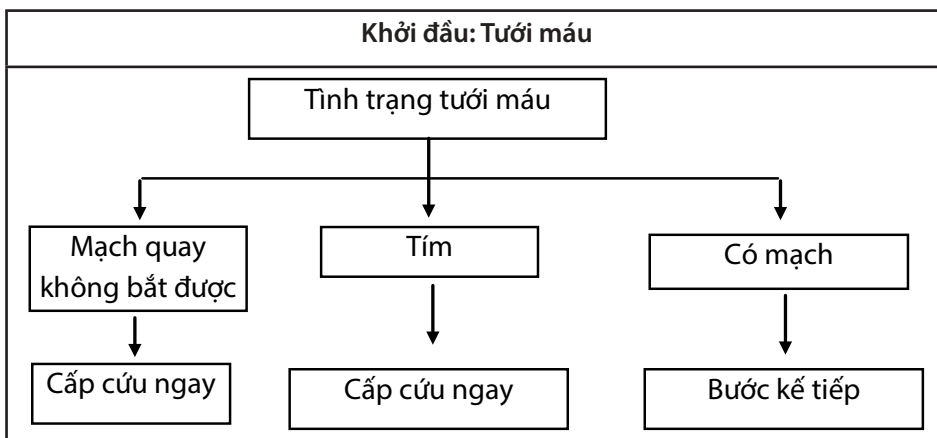 Khởi đầu: Tưới máu
Tình trạng tưới máu
Mạch quay
không bắt được
Tím
Có mạch
Cấp cứu ngay
Cấp cứu ngay
Bước kế tiếp